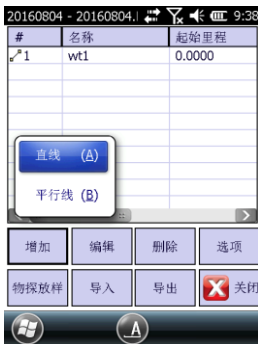 20160804 - 20160804.l 9:38
# 名称 起始里程
1 wt1 0.0000
直线 (A)
平行线 (B)
增加 编辑 删除 选项
物探放样 导入 导出 关闭
A